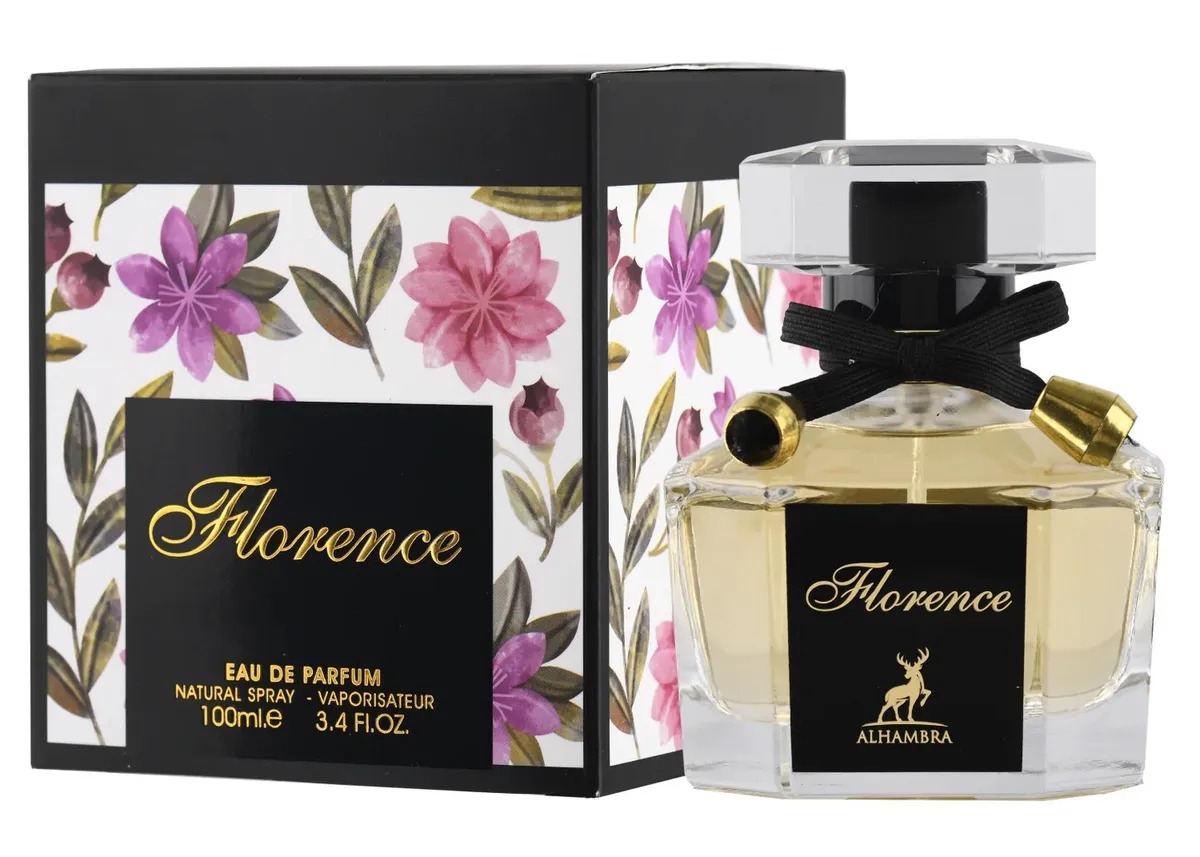 Florence
EAU DE PARFUM
NATURAL SPRAY - VAPORISATEUR
100ml.e 3.4 Fl.OZ.
Florence
ALHAMBRA